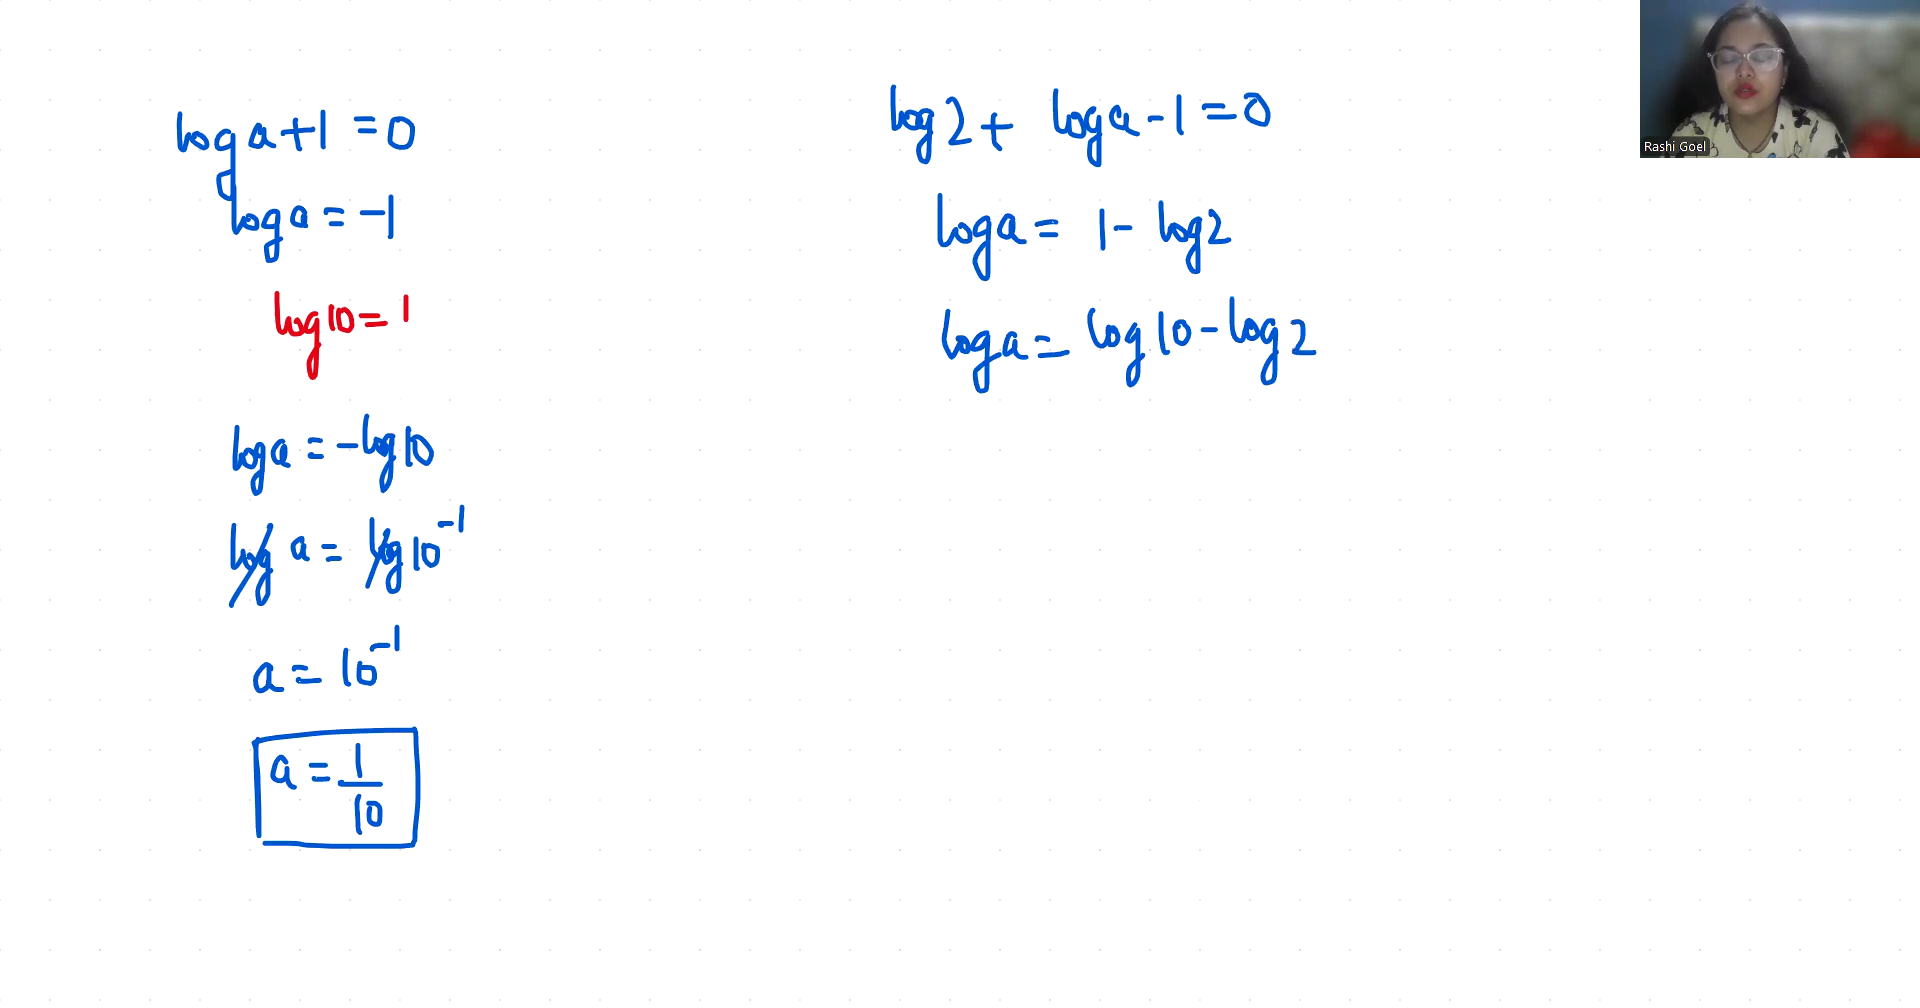 log a + 1 = 0
log a = -1
log 10 = 1
log a = -log 10
log a = log 10^-1
a = 10^-1
a = 1/10
log 2 + log a - 1 = 0
log a = 1 - log 2
log a = log 10 - log 2
Rashi Goel